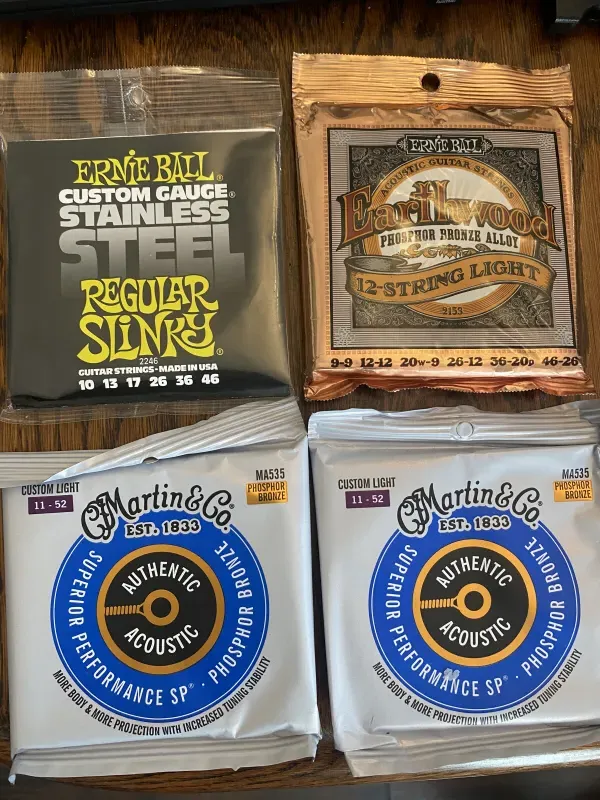 ERNIE BALL®
CUSTOM GAUGE®
STAINLESS
STEEL
REGULAR
SLINKY®
2246
GUITAR STRINGS · MADE IN USA
10 13 17 26 36 46
ERNIE BALL
ACOUSTIC GUITAR STRINGS
Earthwood
PHOSPHOR BRONZE ALLOY
12-STRING LIGHT
2153
9-9 12-12 20w-9 26-12 36-20p 46-26
CUSTOM LIGHT
11 - 52
MA535
PHOSPHOR
BRONZE
C.F. Martin & Co.®
EST. 1833
AUTHENTIC
ACOUSTIC
SUPERIOR PERFORMANCE SP® · PHOSPHOR BRONZE
MORE BODY & MORE PROJECTION WITH INCREASED TUNING STABILITY
CUSTOM LIGHT
11 - 52
MA535
PHOSPHOR
BRONZE
C.F. Martin & Co.®
EST. 1833
AUTHENTIC
ACOUSTIC
SUPERIOR PERFORMANCE SP® · PHOSPHOR BRONZE
MORE BODY & MORE PROJECTION WITH INCREASED TUNING STABILITY